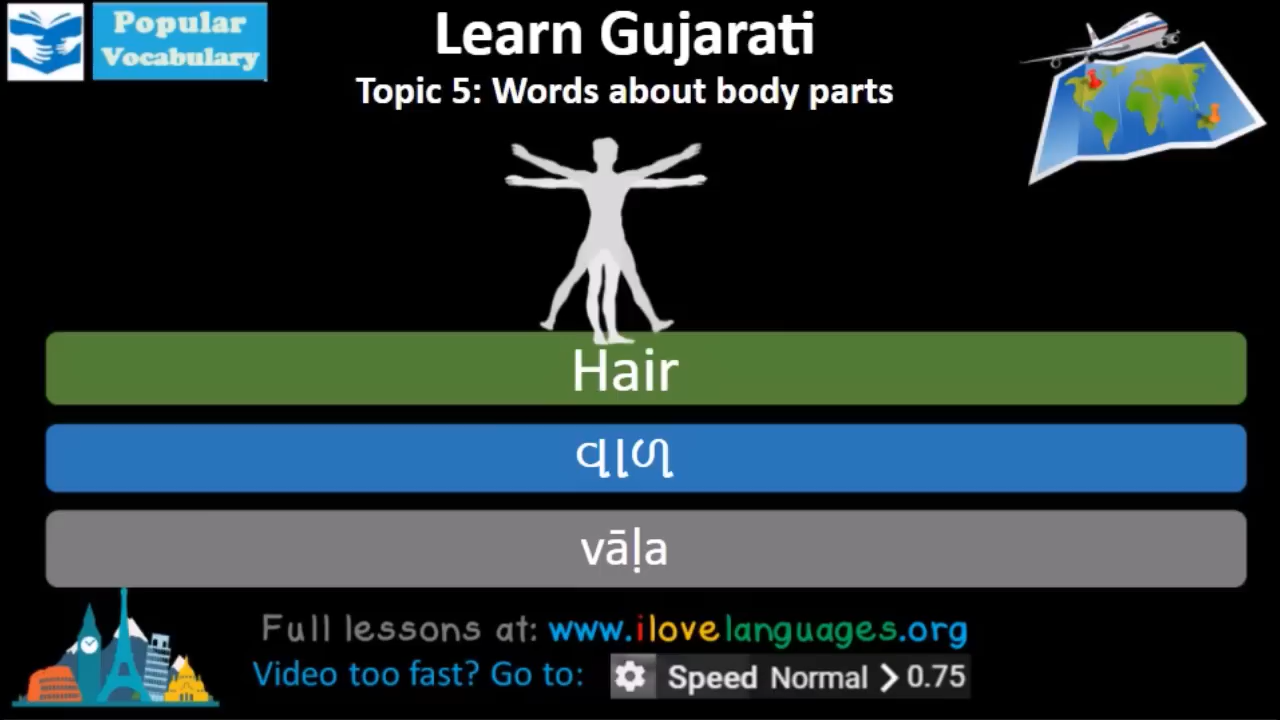 Popular
Vocabulary
Learn Gujarati
Topic 5: Words about body parts
Hair
વાળ
vāḷa
Full lessons at: www.ilovelanguages.org
Video too fast? Go to: Speed Normal > 0.75